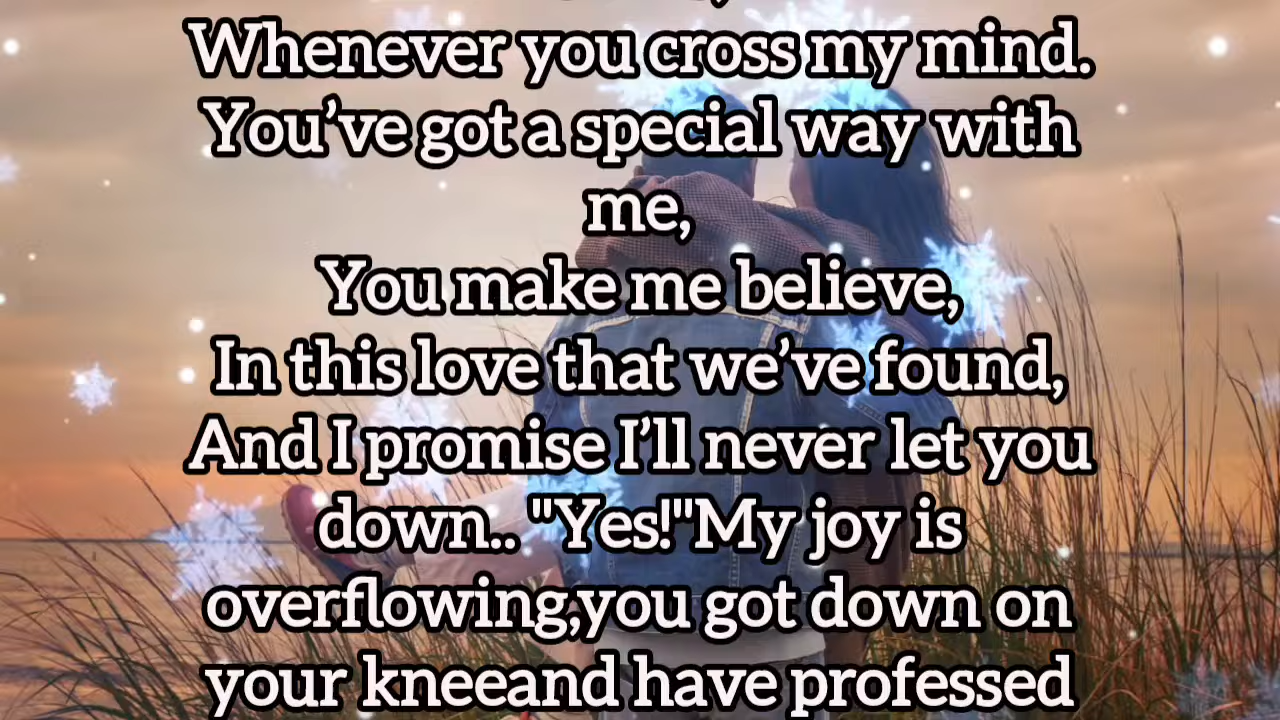 Whenever you cross my mind.
You’ve got a special way with
me,
You make me believe,
In this love that we’ve found,
And I promise I’ll never let you
down.. "Yes!"My joy is
overflowing,you got down on
your kneeand have professed